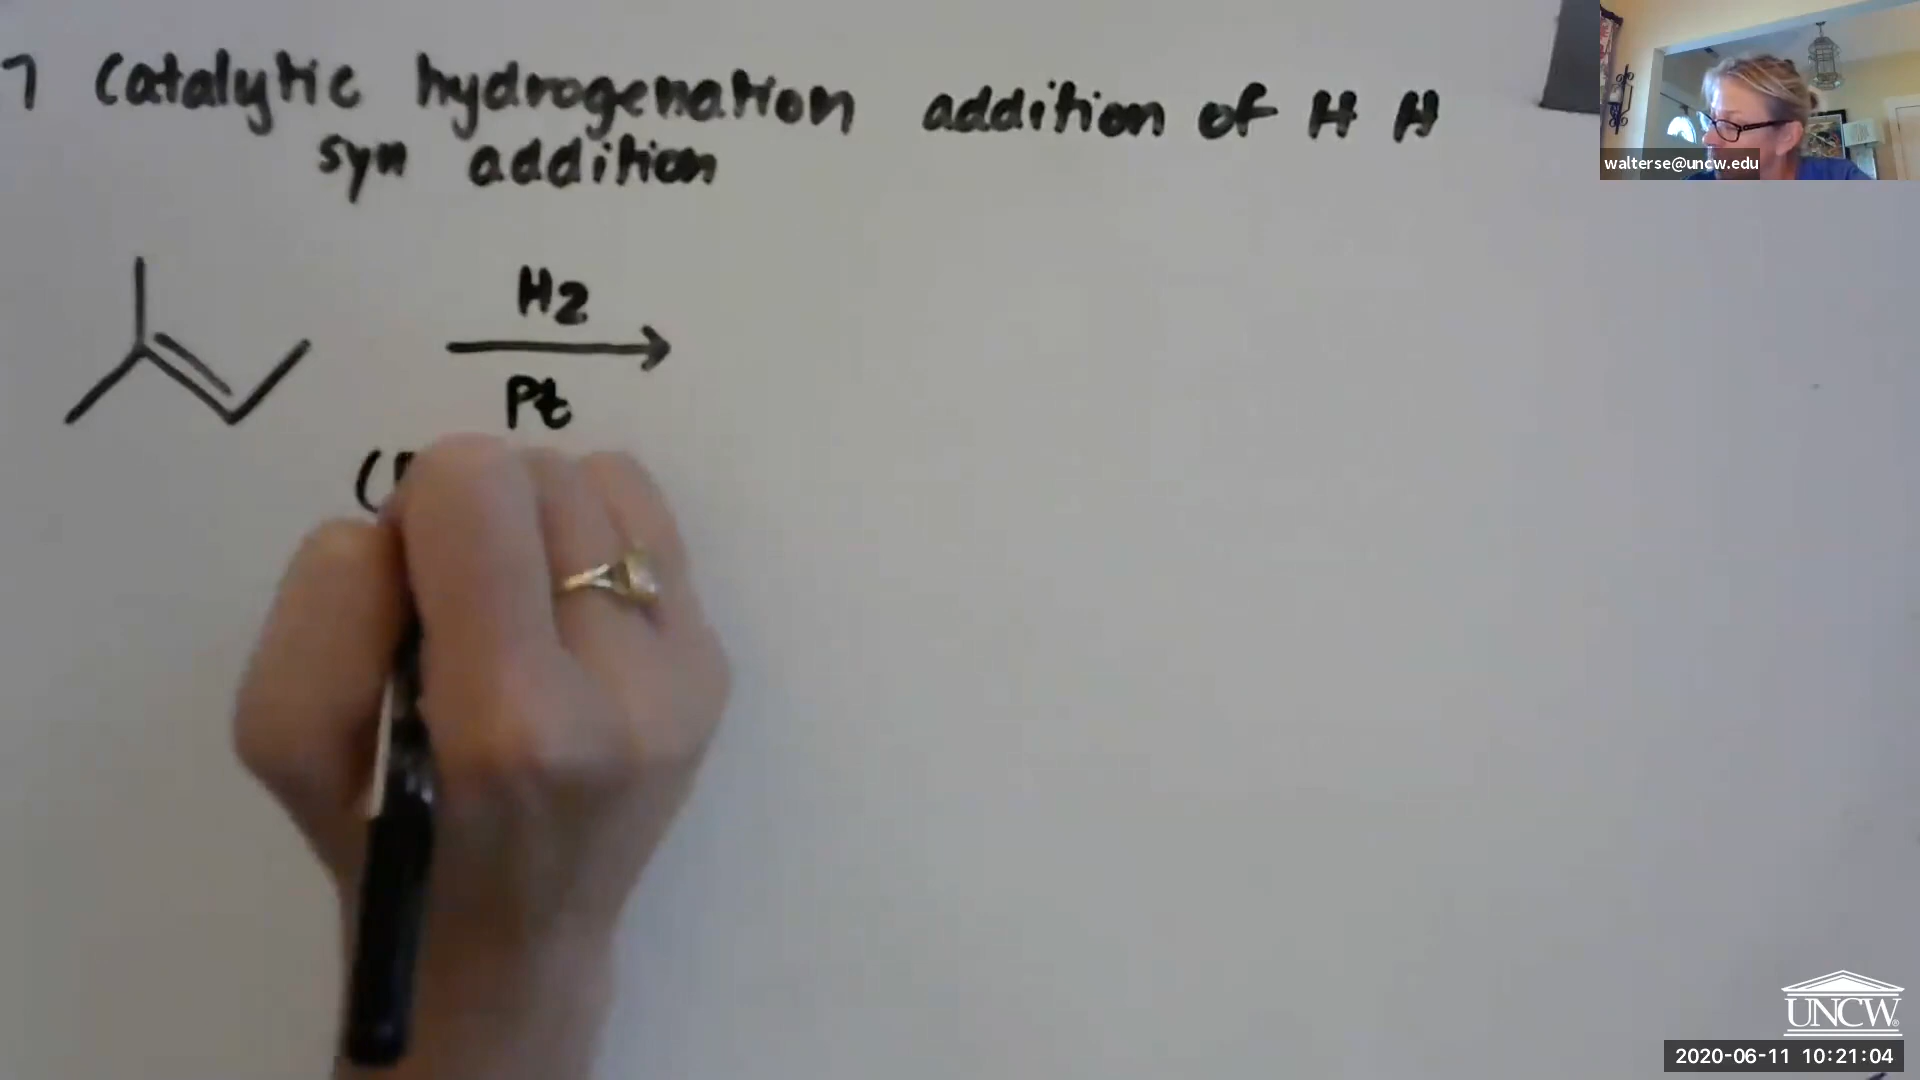 7 Catalytic hydrogenation addition of H H
syn addition
H2
Pt
(
walterse@uncw.edu
UNCW
2020-06-11 10:21:04